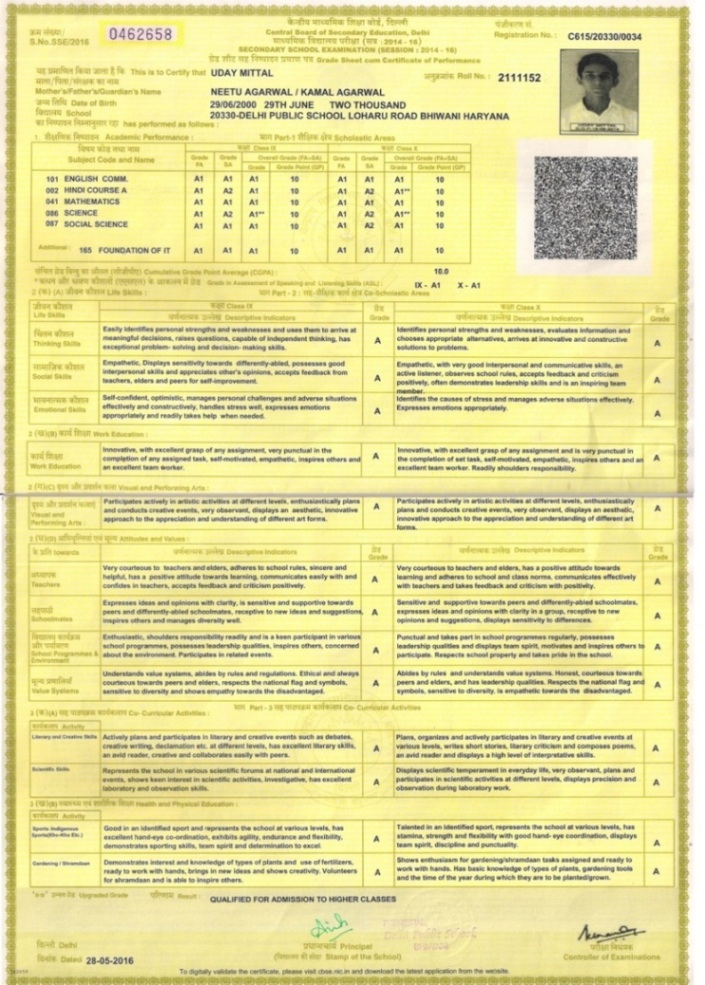 केन्द्रीय माध्यमिक शिक्षा बोर्ड, दिल्ली
क्रम संख्या/
S.No.SSE/2016 0462658
Central Board of Secondary Education, Delhi
पंजीकरण सं.
Registration No. : C615/20330/0034
माध्यमिक विद्यालय परीक्षा (सत्र -2014 - 16)
SECONDARY SCHOOL EXAMINATION (SESSION : 2014 - 16)
Grade Sheet cum Certificate of Performance
यह प्रमाणित किया जाता है कि This is to Certify that UDAY MITTAL
अनुक्रमांक Roll No. : 2111152
माता/पिता/संरक्षक का नाम
Mother's/Father's/Guardian's Name NEETU AGARWAL / KAMAL AGARWAL
जन्म तिथि Date of Birth 29/06/2000 29TH JUNE TWO THOUSAND
विद्यालय School 20330-DELHI PUBLIC SCHOOL LOHARU ROAD BHIWANI HARYANA
has performed as follows :
1. शैक्षणिक निष्पादन Academic Performance : भाग Part-1 शैक्षिक क्षेत्र Scholastic Areas
विषय कोड तथा नाम
Subject Code and Name
कक्षा Class IX
Grade FA Grade SA Overall Grade (FA+SA) Grade Grade Point (GP)
कक्षा Class X
Grade FA Grade SA Overall Grade (FA+SA) Grade Grade Point (GP)
101 ENGLISH COMM. A1 A1 A1 10 A1 A1 A1 10
002 HINDI COURSE A A1 A2 A1 10 A1 A2 A1** 10
041 MATHEMATICS A1 A1 A1 10 A1 A1 A1 10
086 SCIENCE A1 A2 A1** 10 A1 A2 A1** 10
087 SOCIAL SCIENCE A1 A2 A1 10 A1 A2 A1 10
Additional : 165 FOUNDATION OF IT A1 A1 A1 10 A1 A1 A1 10
Cumulative Grade Point Average (CGPA) : 10.0
Grade in Assessment of Speaking and Listening Skills (ASL) : IX - A1 X - A1
2 (क) (A) जीवन कौशल Life Skills : भाग Part - 2 : सह-शैक्षिक क्षेत्र Co-Scholastic Areas
जीवन कौशल
Life Skills
कक्षा Class IX
वर्णनात्मक उल्लेख Descriptive Indicators
ग्रेड
Grade
कक्षा Class X
वर्णनात्मक उल्लेख Descriptive Indicators
ग्रेड
Grade
चिंतन कौशल
Thinking Skills
Easily identifies personal strengths and weaknesses and uses them to arrive at
meaningful decisions, raises questions, capable of independent thinking, has
exceptional problem- solving and decision- making skills.
A
Identifies personal strengths and weaknesses, evaluates information and
chooses appropriate alternatives, arrives at innovative and constructive
solutions to problems.
A
सामाजिक कौशल
Social Skills
Empathetic, Displays sensitivity towards differently-abled, possesses good
interpersonal skills and appreciates other's opinions, accepts feedback from
teachers, elders and peers for self-improvement.
A
Empathetic, with very good interpersonal and communicative skills, an
active listener, observes school rules, accepts feedback and criticism
positively, often demonstrates leadership skills and is an inspiring team
member.
A
भावनात्मक कौशल
Emotional Skills
Self-confident, optimistic, manages personal challenges and adverse situations
effectively and constructively, handles stress well, expresses emotions
appropriately and readily takes help when needed.
A
Identifies the causes of stress and manages adverse situations effectively.
Expresses emotions appropriately.
A
2 (ख)(B) कार्य शिक्षा Work Education :
कार्य शिक्षा
Work Education
Innovative, with excellent grasp of any assignment, very punctual in the
completion of any assigned task, self-motivated, empathetic, inspires others and
an excellent team worker.
A
Innovative, with excellent grasp of any assignment and is very punctual in
the completion of set task, self-motivated, empathetic, inspires others and an
excellent team worker. Readily shoulders responsibility.
A
2 (ग)(C) दृश्य और प्रदर्शन कला Visual and Performing Arts :
दृश्य और प्रदर्शन कलाएं
Visual and
Performing Arts :
Participates actively in artistic activities at different levels, enthusiastically plans
and conducts creative events, very observant, displays an aesthetic, innovative
approach to the appreciation and understanding of different art forms.
A
Participates actively in artistic activities at different levels, enthusiastically
plans and conducts creative events, very observant, displays an aesthetic,
innovative approach to the appreciation and understanding of different art
forms.
A
2 (घ)(D) अभिवृत्तियां एवं मूल्य Attitudes and Values :
के प्रति towards
वर्णनात्मक उल्लेख Descriptive Indicators
ग्रेड
Grade
वर्णनात्मक उल्लेख Descriptive Indicators
ग्रेड
Grade
अध्यापक
Teachers
Very courteous to teachers and elders, adheres to school rules, sincere and
helpful, has a positive attitude towards learning, communicates easily with and
confides in teachers, accepts feedback and criticism positively.
A
Very courteous to teachers and elders, has a positive attitude towards
learning and adheres to school and class norms, communicates effectively
with teachers and takes feedback and criticism positively.
A
सहपाठी
Schoolmates
Expresses ideas and opinions with clarity, is sensitive and supportive towards
peers and differently-abled schoolmates, receptive to new ideas and suggestions,
inspires others and manages diversity well.
A
Sensitive and supportive towards peers and differently-abled schoolmates,
expresses ideas and opinions with clarity in a group, receptive to new
opinions and suggestions, displays sensitivity to differences.
A
विद्यालय कार्यक्रम
और पर्यावरण
School Programmes &
Environment
Enthusiastic, shoulders responsibility readily and is a keen participant in various
school programmes, possesses leadership qualities, inspires others, concerned
about the environment. Participates in related events.
A
Punctual and takes part in school programmes regularly, possesses
leadership qualities and displays team spirit, motivates and inspires others to
participate. Respects school property and takes pride in the school.
A
मूल्य प्रणालियाँ
Value Systems
Understands value systems, abides by rules and regulations. Ethical and always
courteous towards peers and elders, respects the national flag and symbols,
sensitive to diversity and shows empathy towards the disadvantaged.
A
Abides by rules and understands value systems. Honest, courteous towards
peers and elders, and has leadership qualities. Respects the national flag and
symbols, sensitive to diversity. is empathetic towards the disadvantaged.
A
3 (क)(A) सह पाठ्यक्रम कार्यकलाप Co- Curricular Activities : भाग Part - 3 सह पाठ्यक्रम कार्यकलाप Co- Curricular Activities
कार्यकलाप Activity
Literary and Creative Skills
Actively plans and participates in literary and creative events such as debates,
creative writing, declamation etc. at different levels, has excellent literary skills,
an avid reader, creative and collaborates easily with peers.
A
Plans, organizes and actively participates in literary and creative events at
various levels, writes short stories, literary criticism and composes poems,
an avid reader and displays a high level of interpretative skills.
A
Scientific Skills
Represents the school in various scientific forums at national and international
events, shows keen interest in scientific activities, investigative, has excellent
laboratory and observation skills.
A
Displays scientific temperament in everyday life, very observant, plans and
participates in scientific activities at different levels, displays precision and
observation during laboratory work.
A
3 (ख)(B) स्वास्थ्य एवं शारीरिक शिक्षा Health and Physical Education :
कार्यकलाप Activity
Sports /Indigenous
Sports(Kho-Kho Etc.)
Good in an identified sport and represents the school at various levels, has
excellent hand-eye co-ordination, exhibits agility, endurance and flexibility,
demonstrates sporting skills, team spirit and determination to excel.
A
Talented in an identified sport, represents the school at various levels, has
stamina, strength and flexibility with good hand- eye coordination, displays
team spirit, discipline and punctuality.
A
Gardening / Shramdaan
Demonstrates interest and knowledge of types of plants and use of fertilizers,
brings in new ideas and shows creativity. Volunteers
for shramdaan and is able to inspire others.
A
Shows enthusiasm for gardening/shramdaan tasks assigned and ready to
work with hands. Has basic knowledge of types of plants, gardening tools
and the time of the year during which they are to be planted/grown.
A
Upgraded Grade परिणाम Result : QUALIFIED FOR ADMISSION TO HIGHER CLASSES
Delhi Public School
दिल्ली Delhi
प्रधानाचार्य Principal
परीक्षा नियंत्रक
दिनांक Dated 28-05-2016
(विद्यालय की मोहर Stamp of the School)
Controller of Examinations
To digitally validate the certificate, please visit cbse.nic.in and download the latest application from the website.